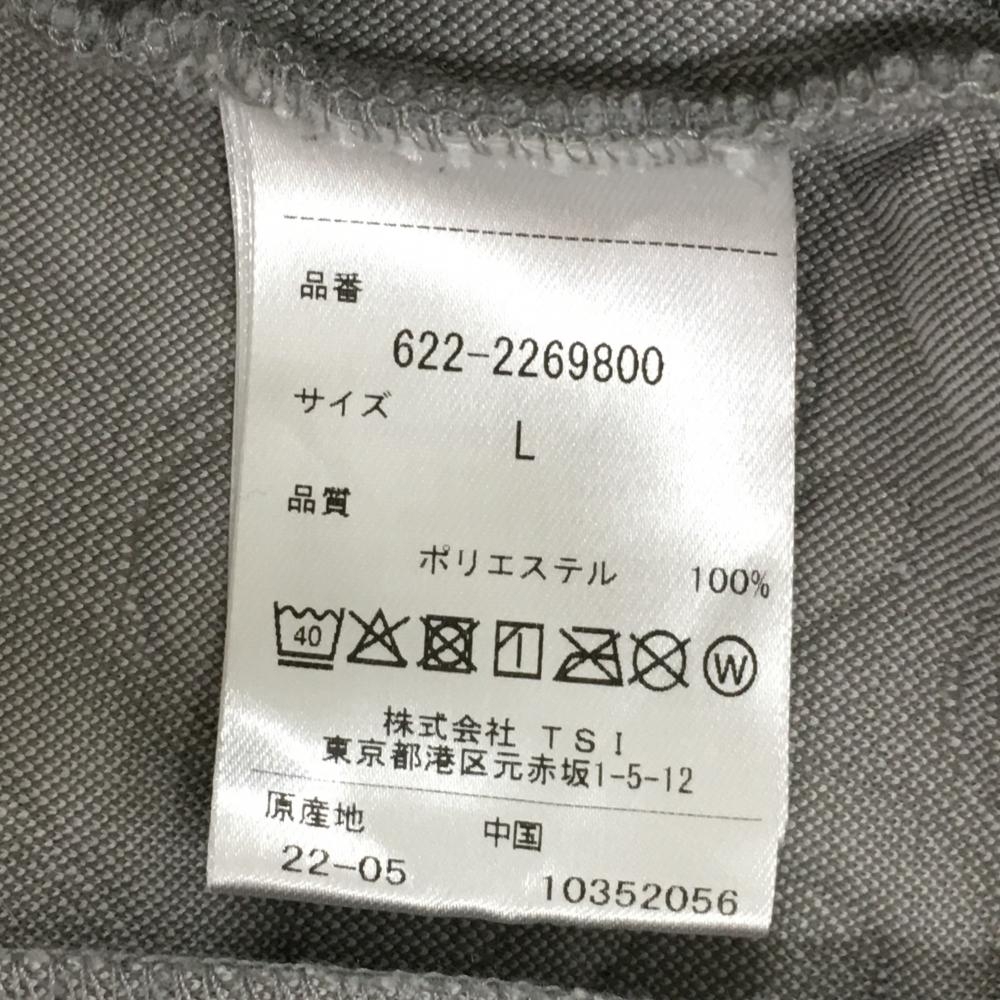 品番
622-2269800
サイズ
L
品質
ポリエステル 100%
40 W
株式会社 TSI
東京都港区元赤坂1-5-12
原産地 中国
22-05 10352056